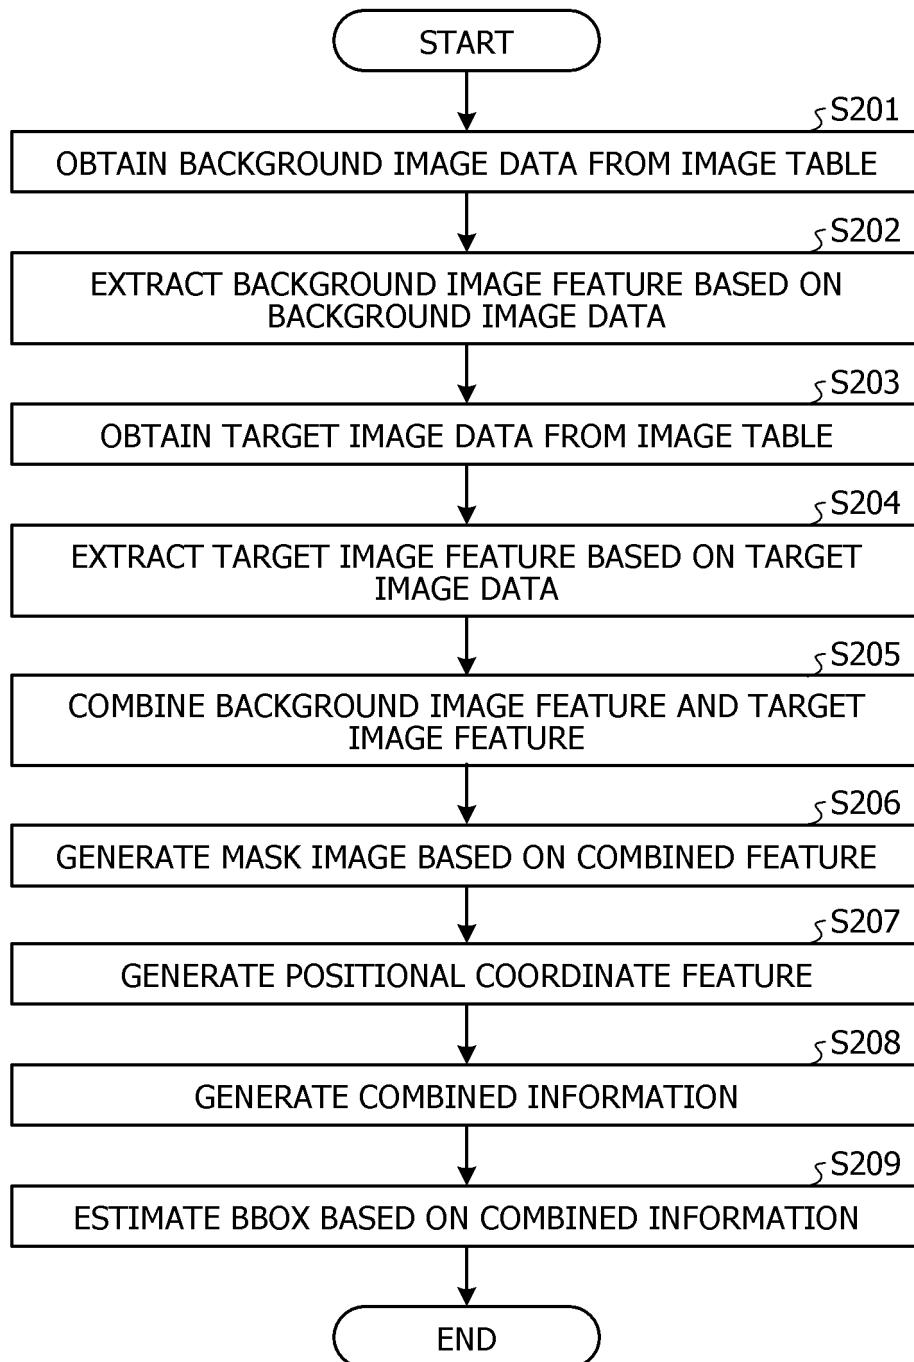 START
S201
OBTAIN BACKGROUND IMAGE DATA FROM IMAGE TABLE
S202
EXTRACT BACKGROUND IMAGE FEATURE BASED ON
BACKGROUND IMAGE DATA
S203
OBTAIN TARGET IMAGE DATA FROM IMAGE TABLE
S204
EXTRACT TARGET IMAGE FEATURE BASED ON TARGET
IMAGE DATA
S205
COMBINE BACKGROUND IMAGE FEATURE AND TARGET
IMAGE FEATURE
S206
GENERATE MASK IMAGE BASED ON COMBINED FEATURE
S207
GENERATE POSITIONAL COORDINATE FEATURE
S208
GENERATE COMBINED INFORMATION
S209
ESTIMATE BBOX BASED ON COMBINED INFORMATION
END